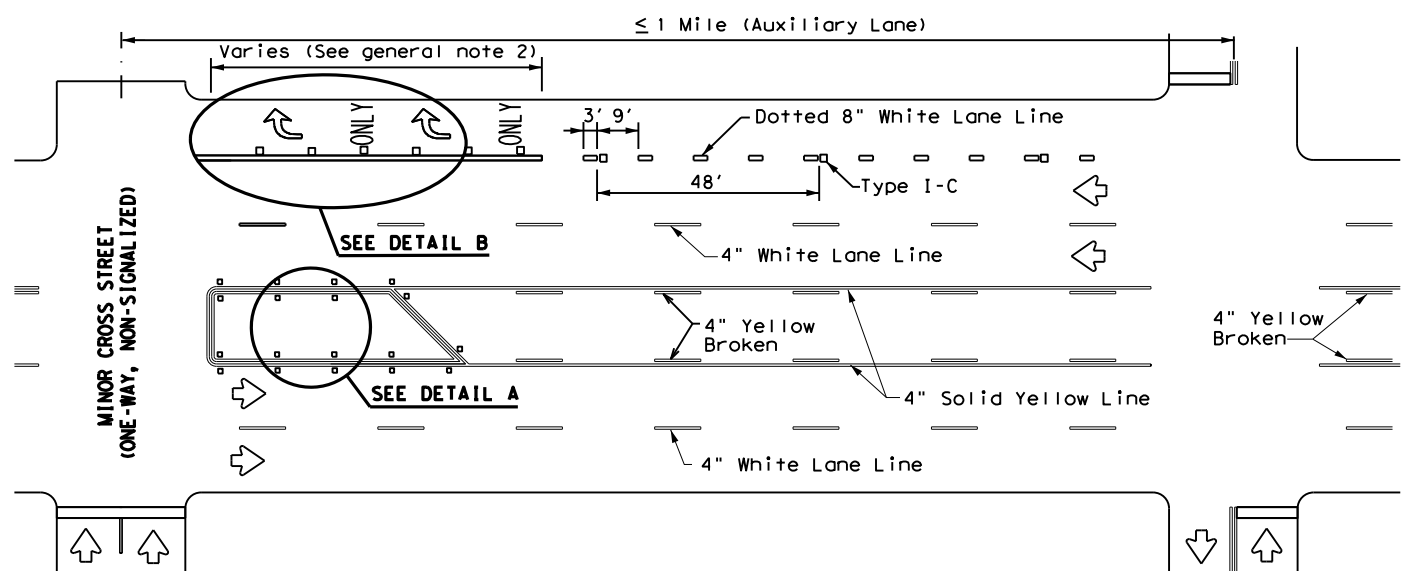 ≤ 1 Mile (Auxiliary Lane)
Varies (See general note 2)
ONLY
ONLY
3' 9'
Dotted 8" White Lane Line
48'
Type I-C
SEE DETAIL B
4" White Lane Line
MINOR CROSS STREET
(ONE-WAY, NON-SIGNALIZED)
4" Yellow
Broken
4" Yellow
Broken
SEE DETAIL A
4" Solid Yellow Line
4" White Lane Line